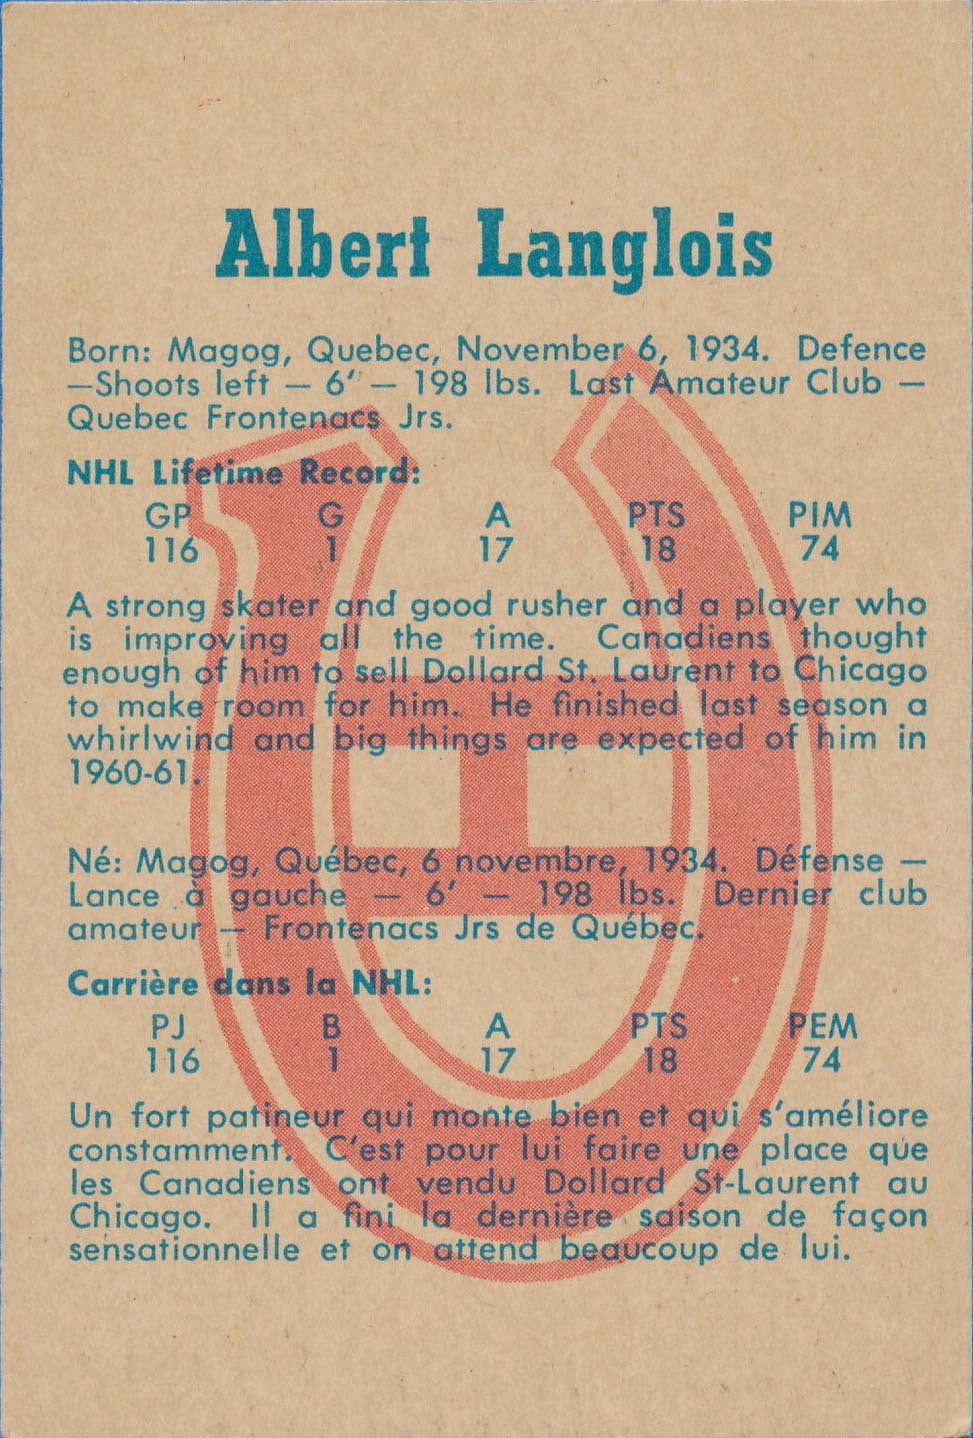 Albert Langlois
Born: Magog, Quebec, November 6, 1934. Defence
—Shoots left — 6' — 198 lbs. Last Amateur Club —
Quebec Frontenacs Jrs.
NHL Lifetime Record:
GP G A PTS PIM
116 1 17 18 74
A strong skater and good rusher and a player who
is improving all the time. Canadiens thought
enough of him to sell Dollard St. Laurent to Chicago
to make room for him. He finished last season a
whirlwind and big things are expected of him in
1960-61.
Né: Magog, Québec, 6 novembre, 1934. Défense —
Lance à gauche — 6' — 198 lbs. Dernier club
amateur — Frontenacs Jrs de Québec.
Carrière dans la NHL:
PJ B A PTS PEM
116 1 17 18 74
Un fort patineur qui monte bien et qui s'améliore
constamment. C'est pour lui faire une place que
les Canadiens ont vendu Dollard St-Laurent au
Chicago. Il a fini la dernière saison de façon
sensationnelle et on attend beaucoup de lui.